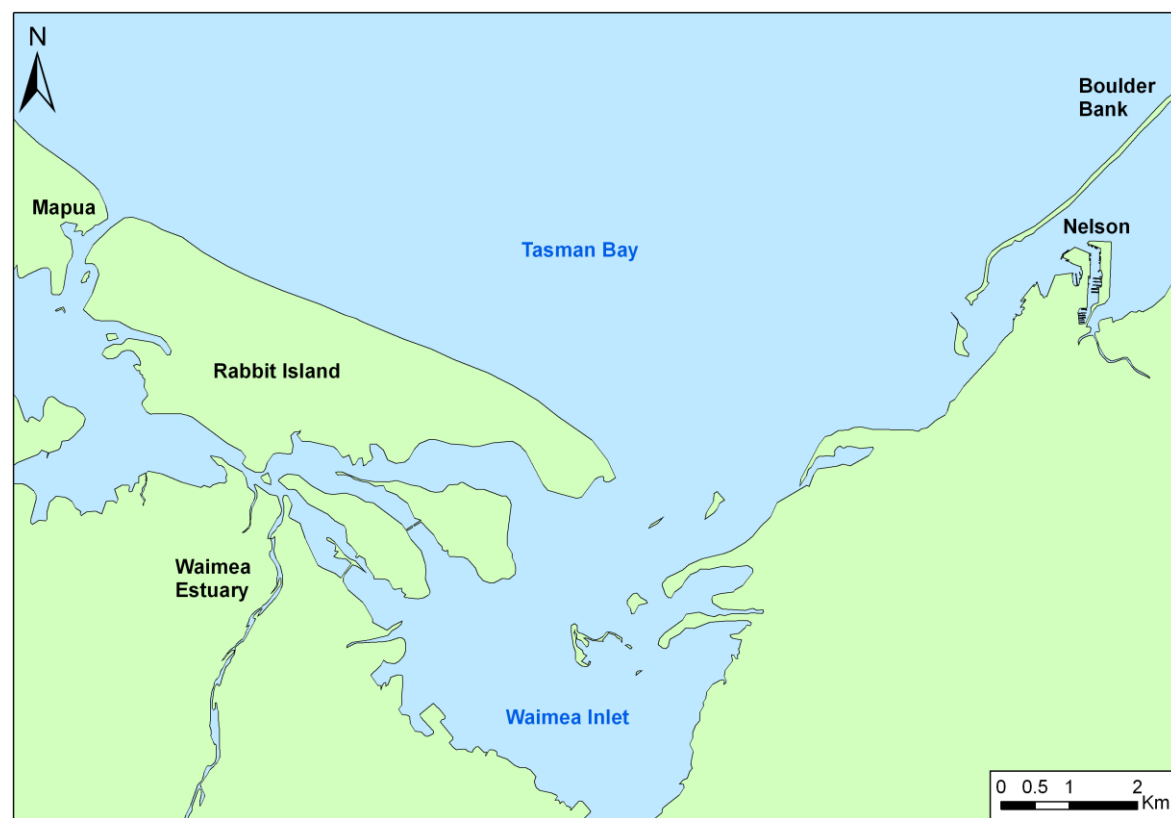 N
Boulder
Bank
Mapua
Nelson
Tasman Bay
Rabbit Island
Waimea
Estuary
Waimea Inlet
0 0.5 1 2
Km